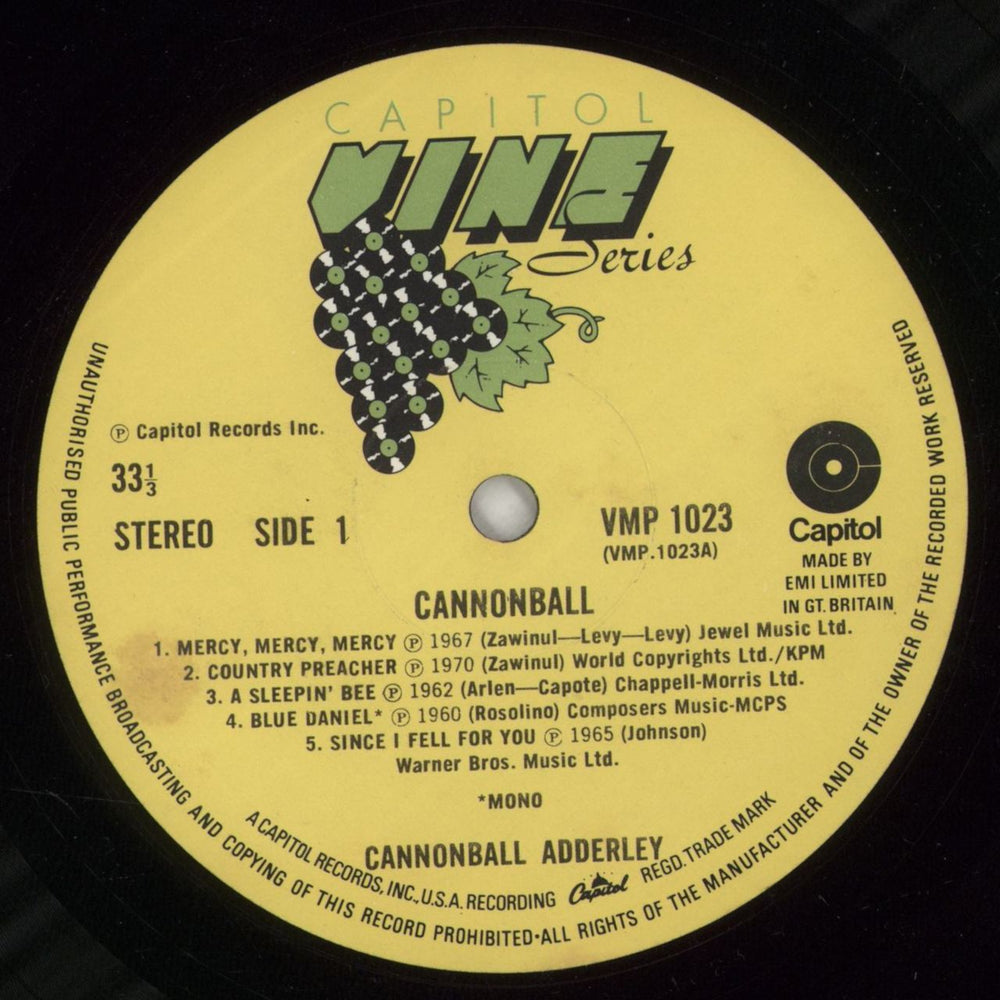 CAPITOL
VINE
Series
Ⓟ Capitol Records Inc.
33⅓
STEREO SIDE 1
VMP 1023
(VMP.1023A)
Capitol
MADE BY
EMI LIMITED
IN GT. BRITAIN
CANNONBALL
1. MERCY, MERCY, MERCY Ⓟ 1967 (Zawinul—Levy—Levy) Jewel Music Ltd.
2. COUNTRY PREACHER Ⓟ 1970 (Zawinul) World Copyrights Ltd./KPM
3. A SLEEPIN' BEE Ⓟ 1962 (Arlen—Capote) Chappell-Morris Ltd.
4. BLUE DANIEL* Ⓟ 1960 (Rosolino) Composers Music-MCPS
5. SINCE I FELL FOR YOU Ⓟ 1965 (Johnson)
Warner Bros. Music Ltd.
*MONO
CANNONBALL ADDERLEY
A CAPITOL RECORDS, INC., U.S.A. RECORDING Capitol REGD. TRADE MARK
UNAUTHORISED PUBLIC PERFORMANCE BROADCASTING AND COPYING OF THIS RECORD PROHIBITED·ALL RIGHTS OF THE MANUFACTURER AND OF THE OWNER OF THE RECORDED WORK RESERVED